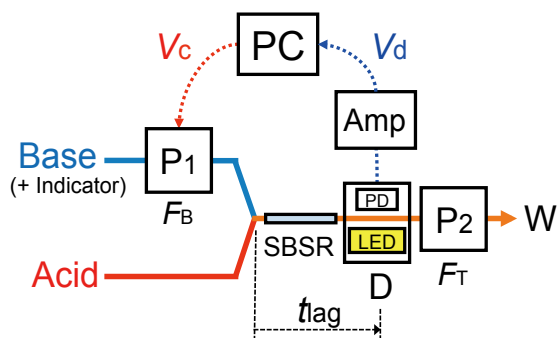 Vc
PC
Vd
Amp
Base
(+ Indicator)
P1
FB
PD
LED
SBSR
D
P2
FT
W
Acid
tlag